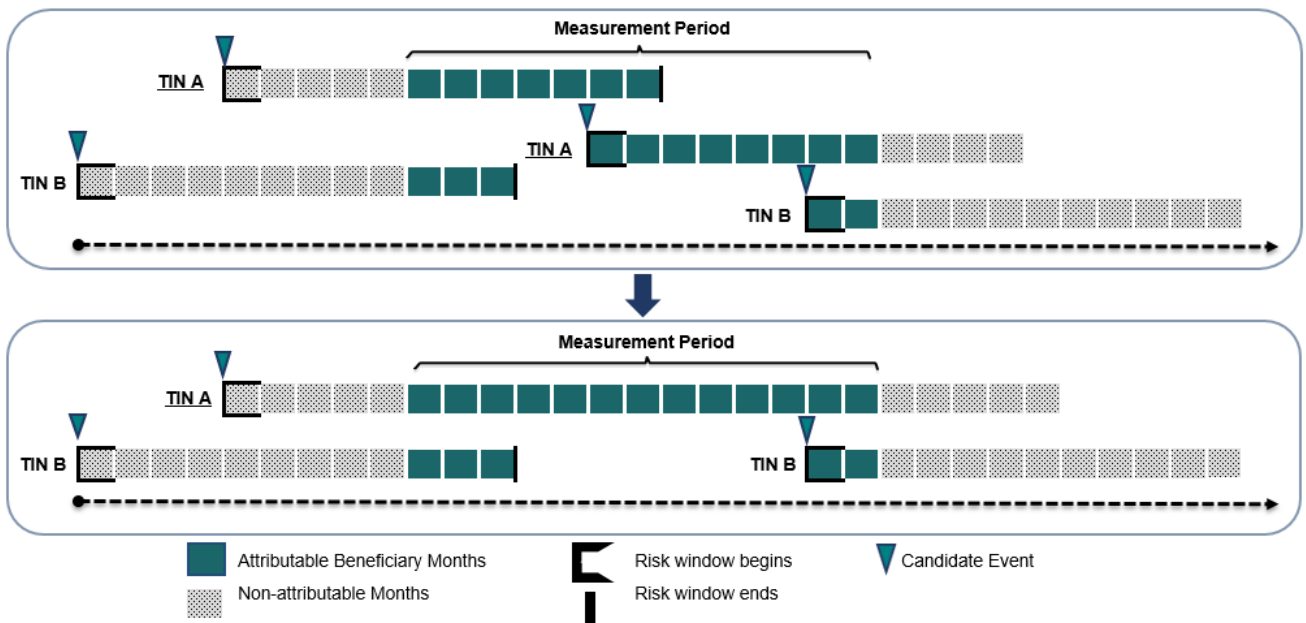 Measurement Period
TIN A
TIN A
TIN B
TIN B
Measurement Period
TIN A
TIN B
TIN B
Attributable Beneficiary Months
Risk window begins
Candidate Event
Non-attributable Months
Risk window ends